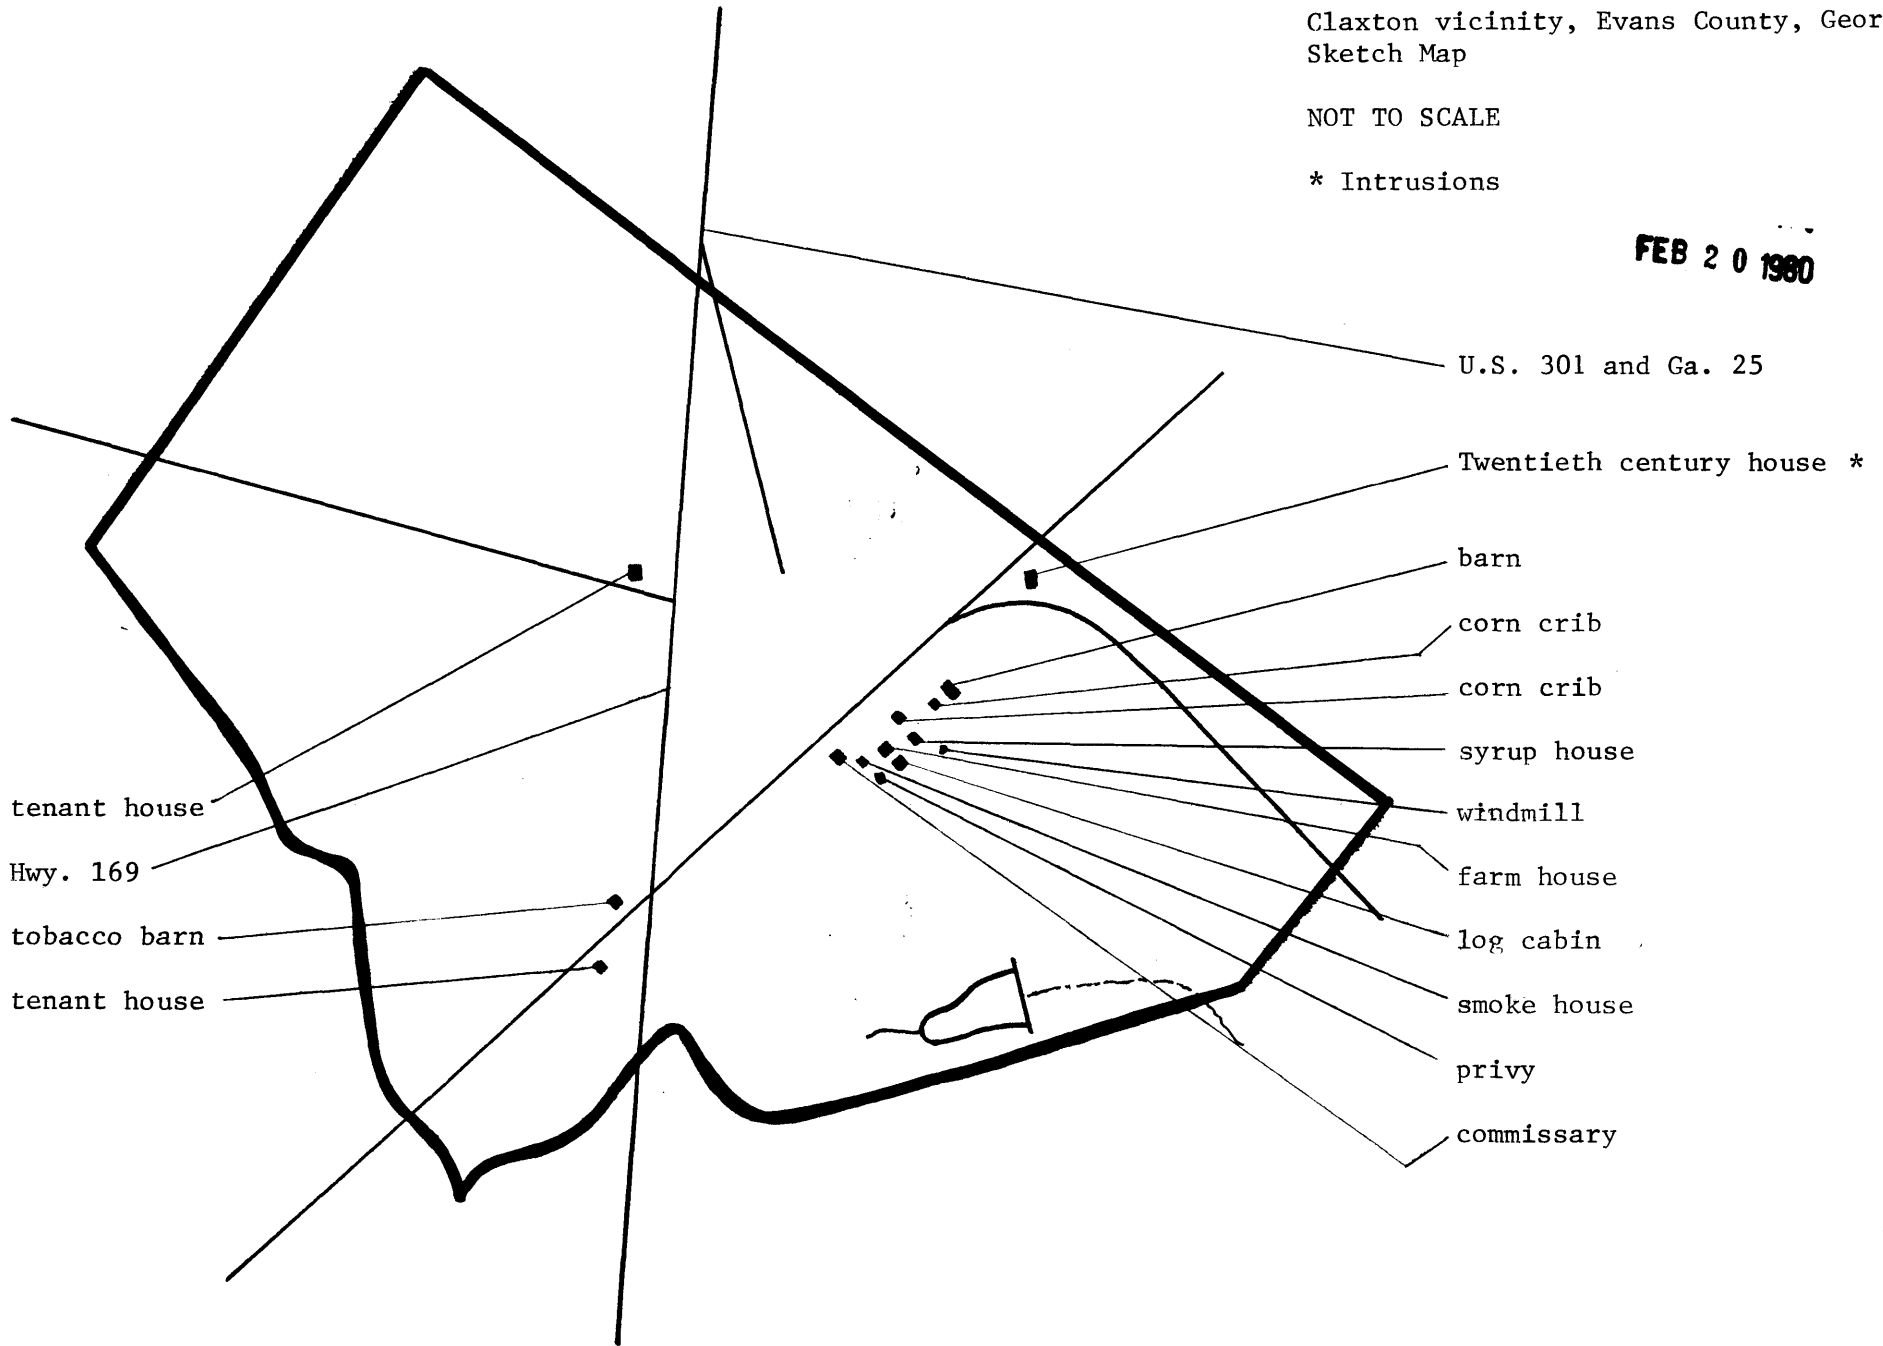 Claxton vicinity, Evans County, Geor
Sketch Map
NOT TO SCALE
* Intrusions
FEB 20 1980
U.S. 301 and Ga. 25
Twentieth century house *
barn
corn crib
corn crib
syrup house
windmill
farm house
log cabin
smoke house
privy
commissary
tenant house
Hwy. 169
tobacco barn
tenant house